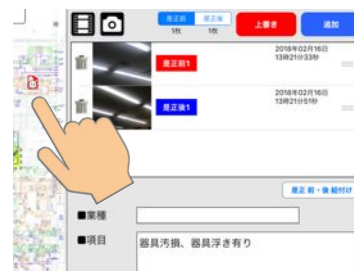 是正前 是正後
1枚 1枚
上書き
追加
是正前1
2018年02月16日
13時21分33秒
是正後1
2018年02月16日
13時21分51秒
是正 前・後 紐付け
■業種
■項目
器具汚損、器具浮き有り